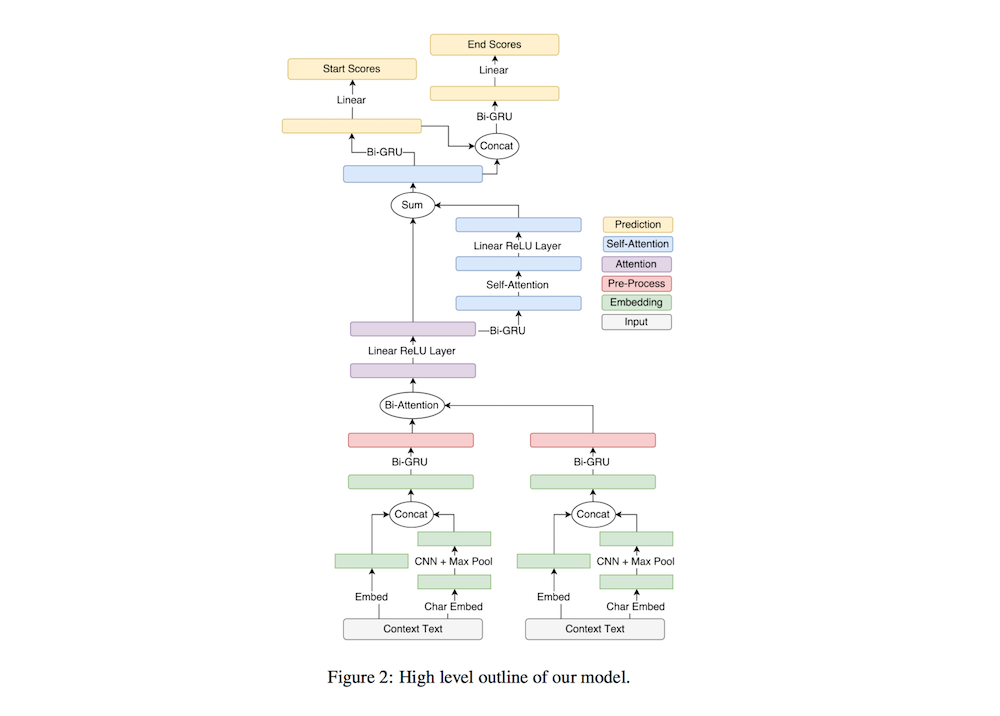 End Scores
Start Scores
Linear
Linear
Bi-GRU
Concat
Bi-GRU
Sum
Prediction
Self-Attention
Attention
Pre-Process
Embedding
Input
Linear ReLU Layer
Self-Attention
Bi-GRU
Linear ReLU Layer
Bi-Attention
Bi-GRU
Bi-GRU
Concat
Concat
CNN + Max Pool
CNN + Max Pool
Embed
Char Embed
Embed
Char Embed
Context Text
Context Text
Figure 2: High level outline of our model.